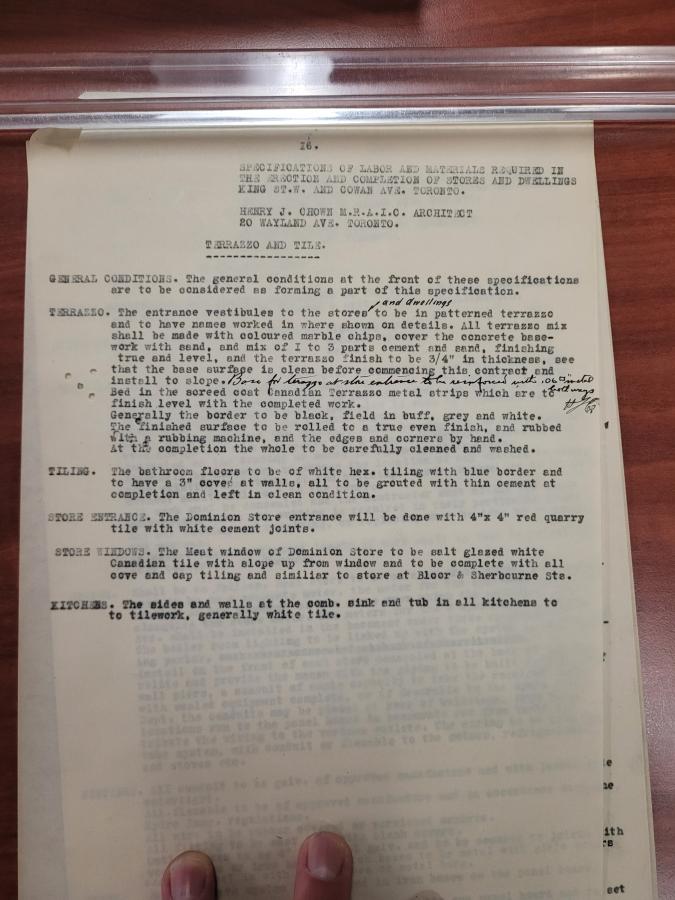 16.
SPECIFICATIONS OF LABOR AND MATERIALS REQUIRED IN
THE ERECTION AND COMPLETION OF STORES AND DWELLINGS
KING ST.W. AND COWAN AVE. TORONTO.
HENRY J. CHOWN M.R.A.I.C. ARCHITECT
20 WAYLAND AVE. TORONTO.
TERRAZZO AND TILE.
GENERAL CONDITIONS. The general conditions at the front of these specifications
are to be considered as forming a part of this specification.
and dwellings
TERRAZZO. The entrance vestibules to the stores to be in patterned terrazzo
and to have names worked in where shown on details. All terrazzo mix
shall be made with coloured marble chips, cover the concrete base-
work with sand, and mix of I to 3 parts cement and sand, finishing
true and level, and the terrazzo finish to be 3/4" in thickness, see
that the base surface is clean before commencing this contract and
install to slope. Base for terazzo at store entrance to be reinforced with .06 metal
Bed in the screed coat Canadian Terrazzo metal strips which are to
finish level with the completed work.
Generally the border to be black, field in buff, grey and white.
The finished surface to be rolled to a true even finish, and rubbed
with a rubbing machine, and the edges and corners by hand.
At the completion the whole to be carefully cleaned and washed.
TILING. The bathroom floors to be of white hex. tiling with blue border and
to have a 3" cove at walls, all to be grouted with thin cement at
completion and left in clean condition.
STORE ENTRANCE. The Dominion Store entrance will be done with 4"x 4" red quarry
tile with white cement joints.
STORE WINDOWS. The Meat window of Dominion Store to be salt glazed white
Canadian tile with slope up from window and to be complete with all
cove and cap tiling and similiar to store at Bloor & Sherbourne Sts.
KITCHENS. The sides and walls at the comb. sink and tub in all kitchens to
to tilework, generally white tile.